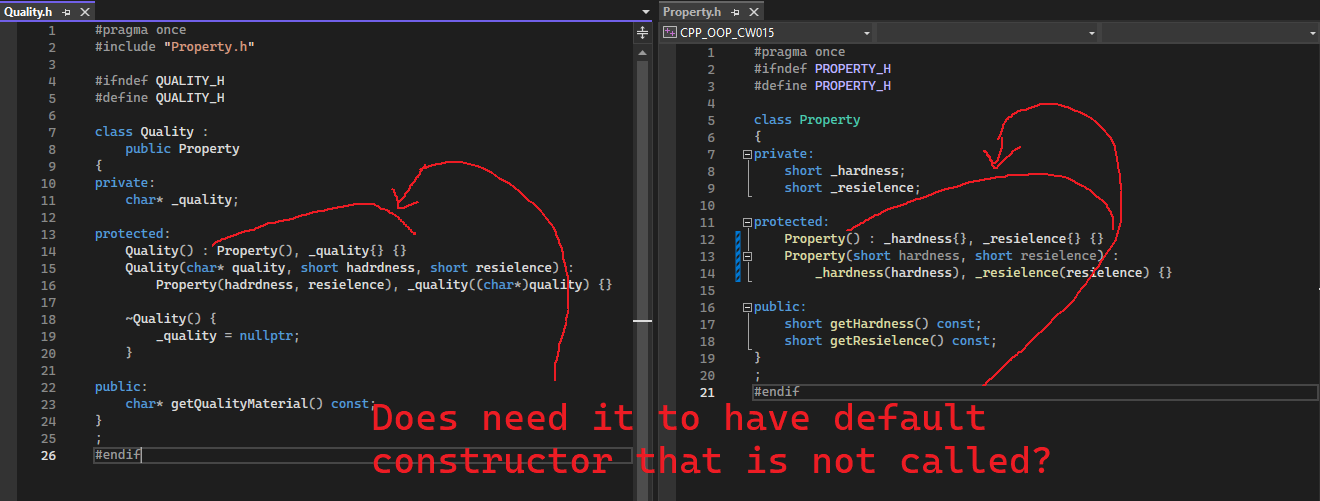 Quality.h
Property.h
CPP_OOP_CW015
1 #pragma once
2 #include "Property.h"
3
4 #ifndef QUALITY_H
5 #define QUALITY_H
6
7 class Quality :
8 public Property
9 {
10 private:
11 char* _quality;
12
13 protected:
14 Quality() : Property(), _quality{} {}
15 Quality(char* quality, short hadrdness, short resielence) :
16 Property(hadrdness, resielence), _quality((char*)quality) {}
17
18 ~Quality() {
19 _quality = nullptr;
20 }
21
22 public:
23 char* getQualityMaterial() const;
24 }
25 ;
26 #endif
1 #pragma once
2 #ifndef PROPERTY_H
3 #define PROPERTY_H
4
5 class Property
6 {
7 private:
8 short _hardness;
9 short _resielence;
10
11 protected:
12 Property() : _hardness{}, _resielence{} {}
13 Property(short hardness, short resielence) :
14 _hardness(hardness), _resielence(resielence) {}
15
16 public:
17 short getHardness() const;
18 short getResielence() const;
19 }
20 ;
21 #endif
Does need it to have default
constructor that is not called?